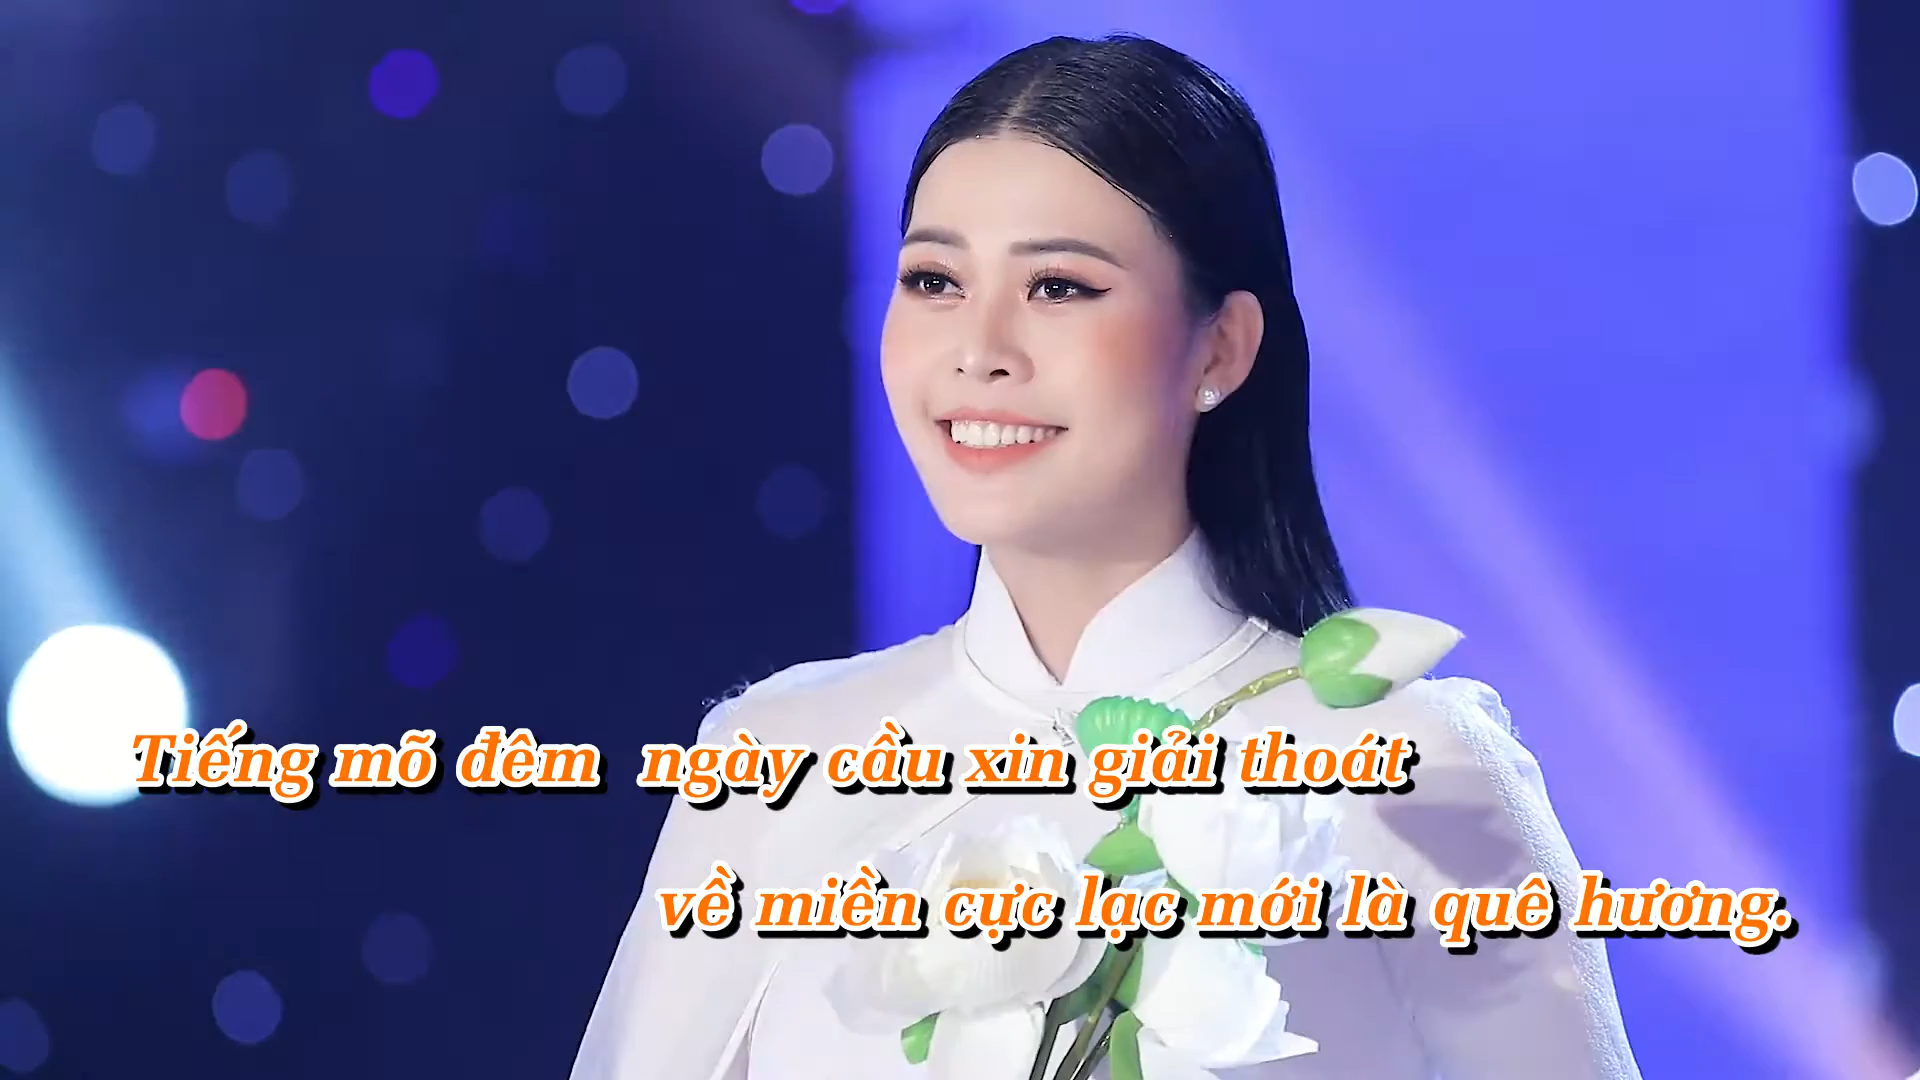 Tiếng mõ đêm  ngày cầu xin giải thoát
về miền cực lạc mới là quê hương.